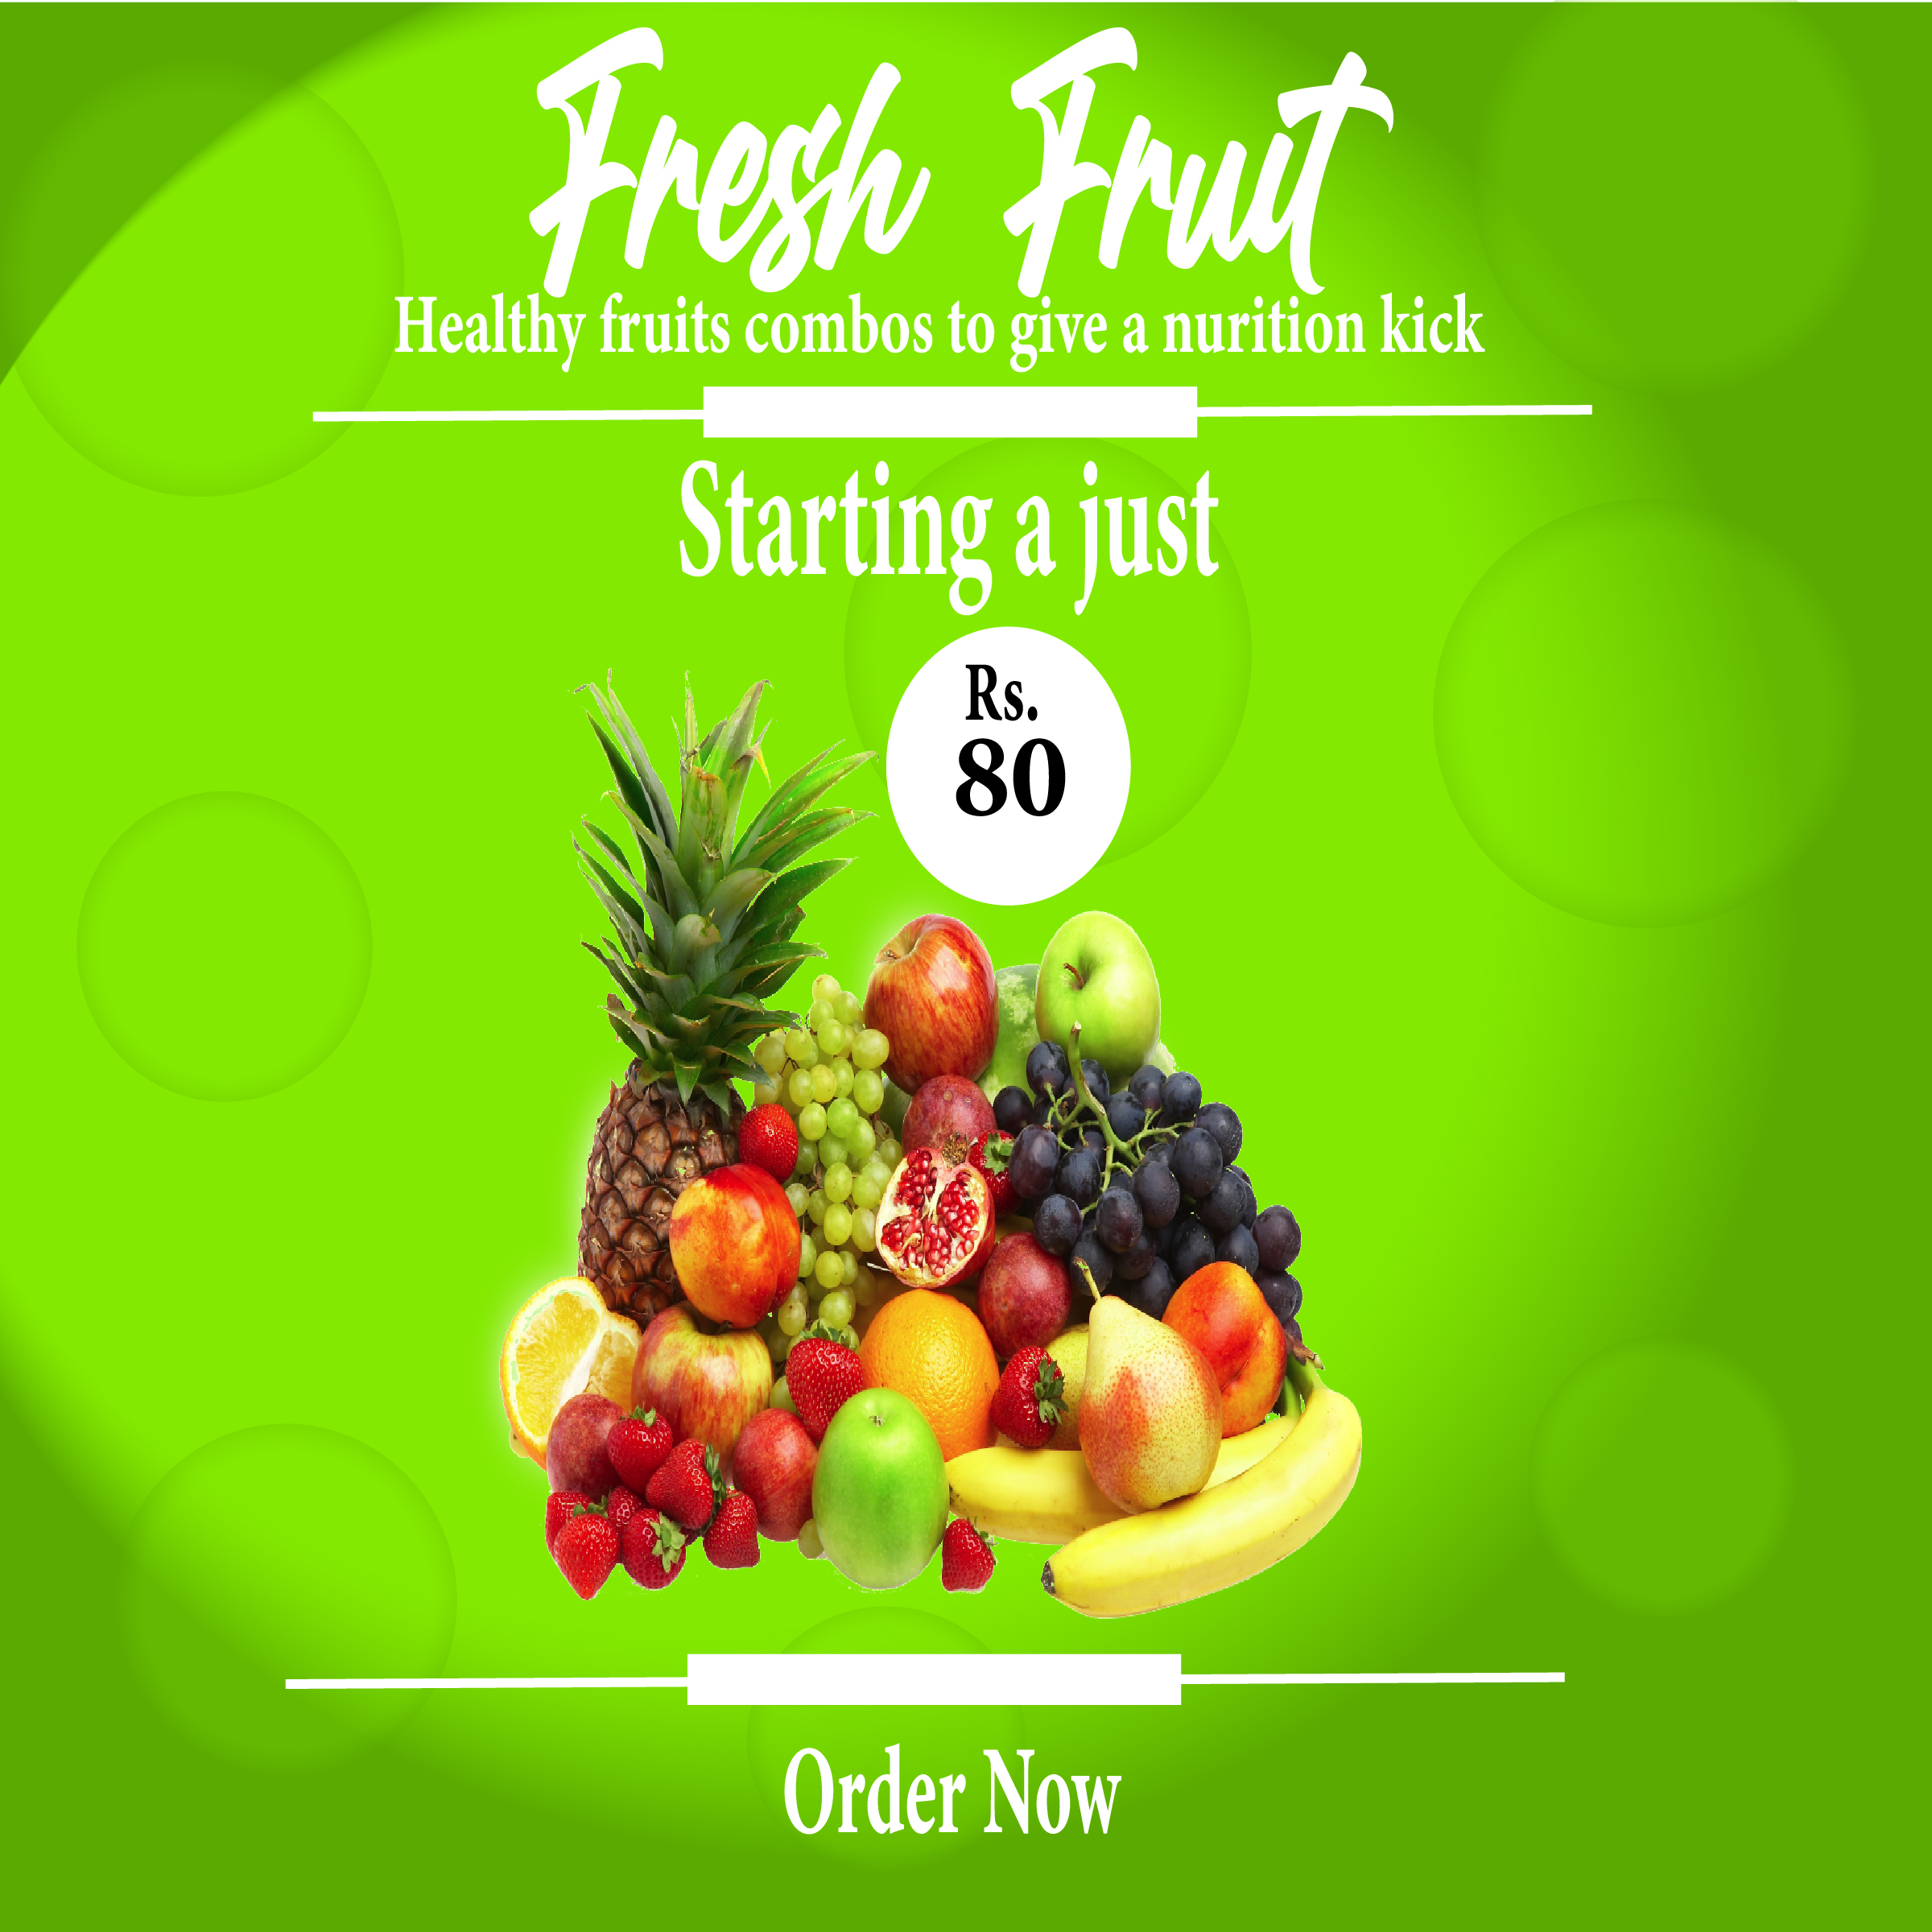 Fresh Fruit
Healthy fruits combos to give a nurition kick
Starting a just
Rs.
80
Order Now